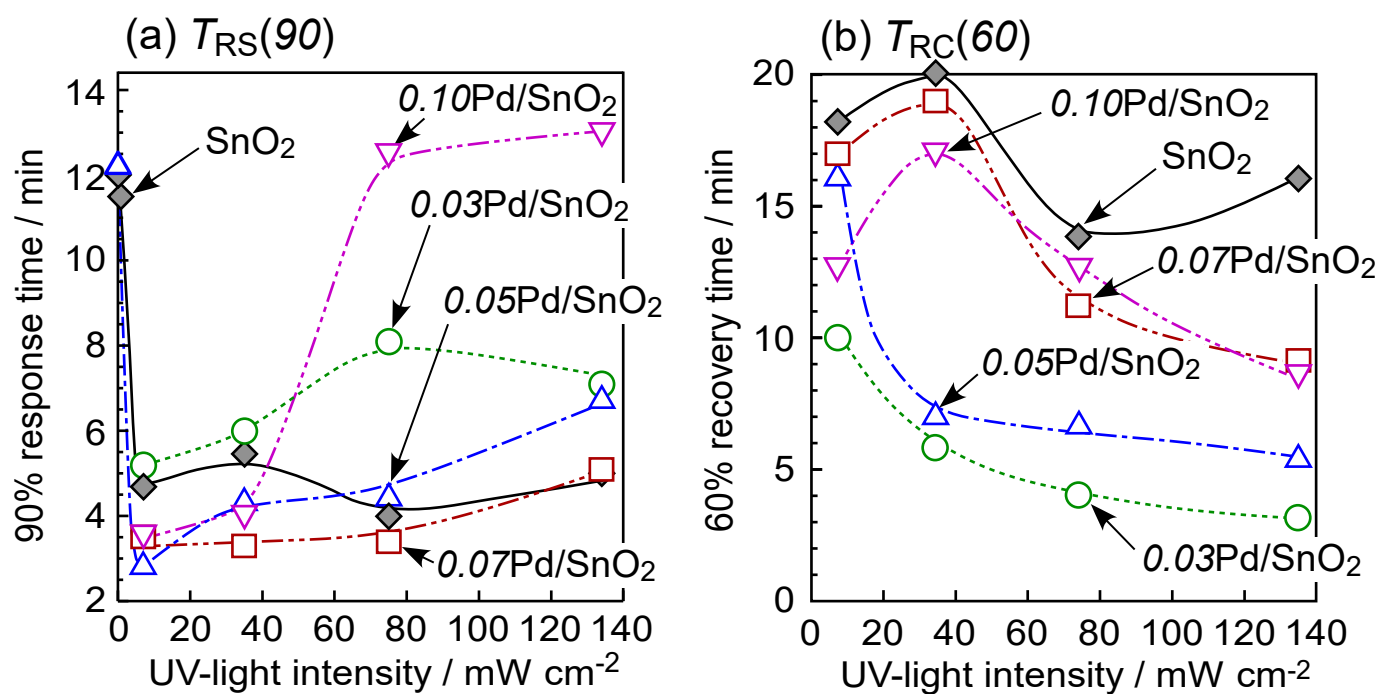 (a) TRS(90)
14
12
10
8
6
4
2
0 20 40 60 80 100 120 140
90% response time / min
UV-light intensity / mW cm-2
0.10Pd/SnO2
SnO2
0.03Pd/SnO2
0.05Pd/SnO2
0.07Pd/SnO2
(b) TRC(60)
20
15
10
5
0
0 20 40 60 80 100 120 140
60% recovery time / min
UV-light intensity / mW cm-2
0.10Pd/SnO2
SnO2
0.07Pd/SnO2
0.05Pd/SnO2
0.03Pd/SnO2